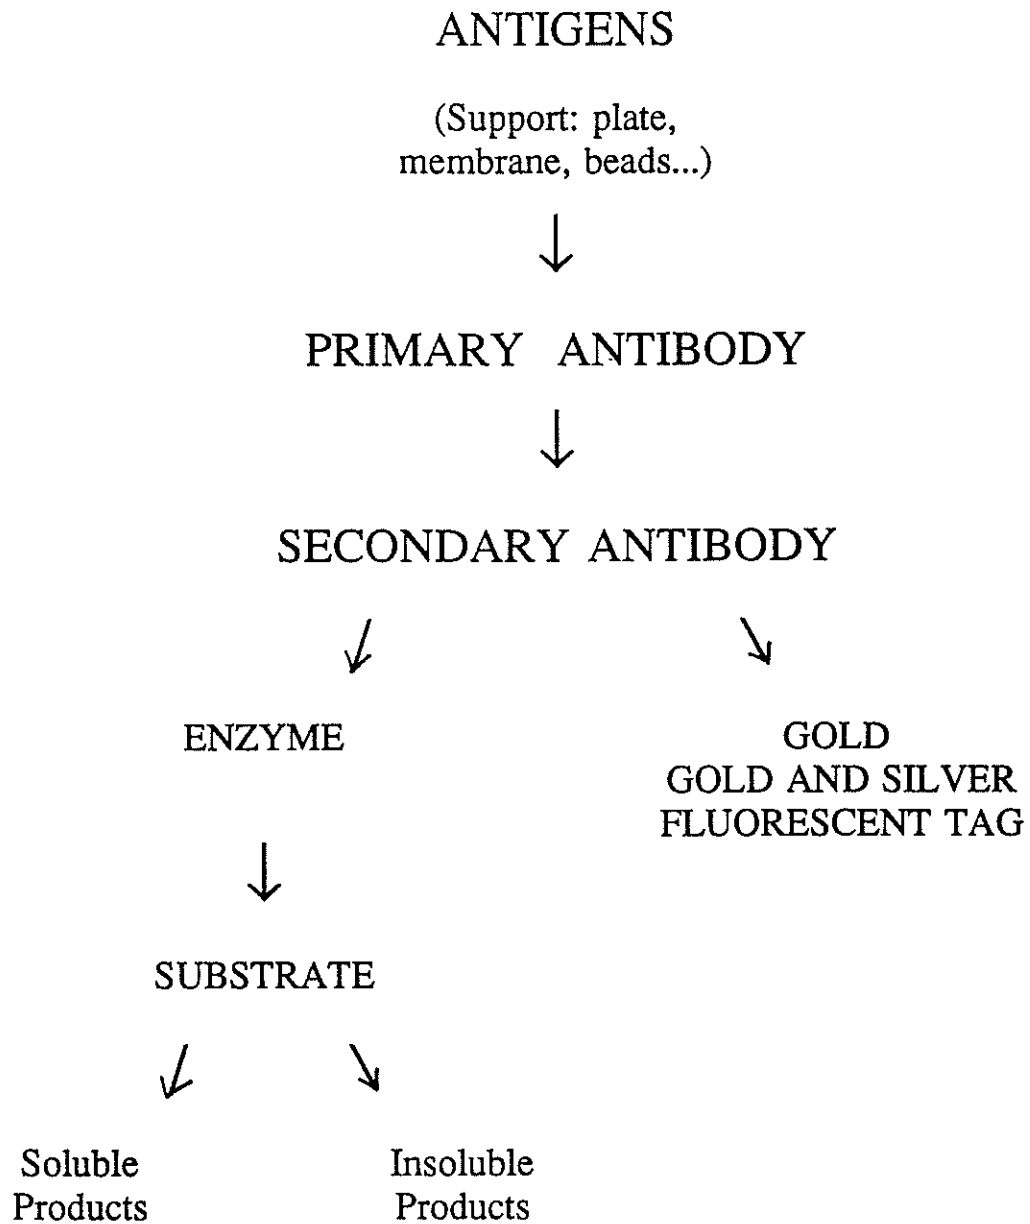 ANTIGENS
(Support: plate,
membrane, beads...)
PRIMARY ANTIBODY
SECONDARY ANTIBODY
ENZYME
GOLD
GOLD AND SILVER
FLUORESCENT TAG
SUBSTRATE
Soluble
Products
Insoluble
Products